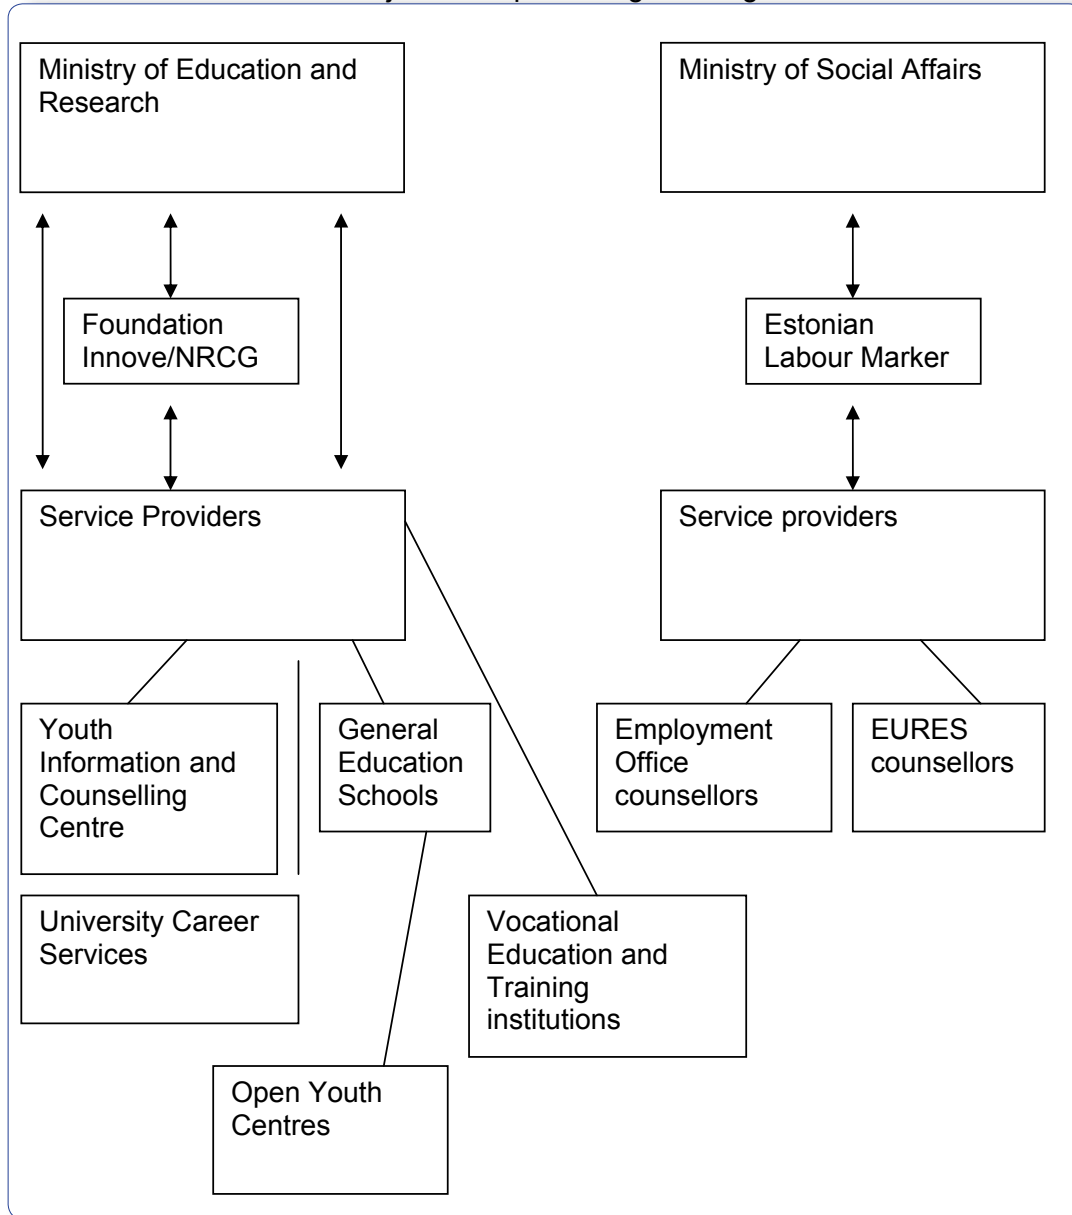 Ministry of Education and
Research
Ministry of Social Affairs
Foundation
Innove/NRCG
Estonian
Labour Marker
Service Providers
Service providers
Youth
Information and
Counselling
Centre
General
Education
Schools
Employment
Office
counsellors
EURES
counsellors
University Career
Services
Vocational
Education and
Training
institutions
Open Youth
Centres